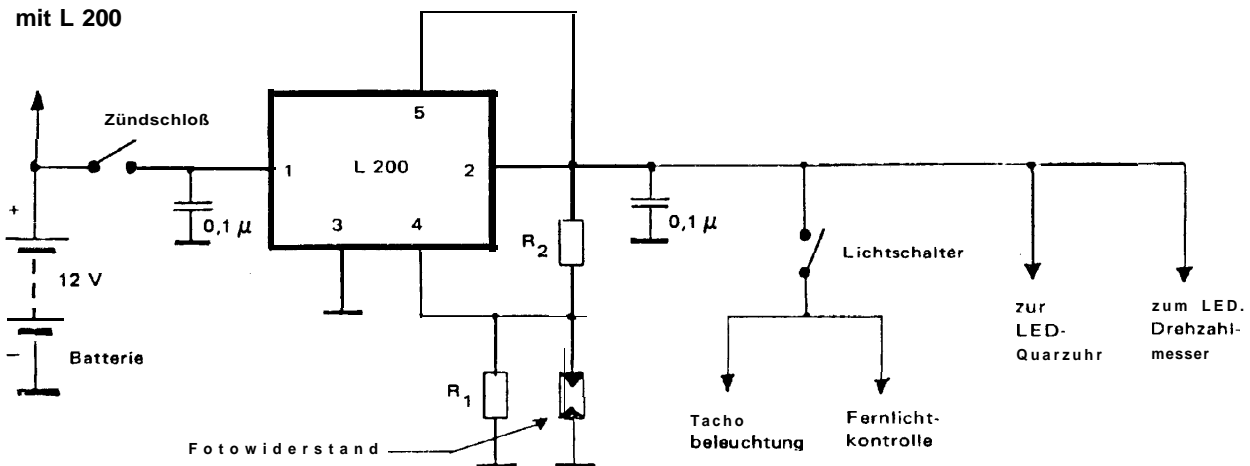 mit L 200
Zündschloß
5
1
L 200
2
3
4
+
0,1 µ
R2
0,1 µ
12 V
Lichtschalter
−
Batterie
zur
LED-
Quarzuhr
zum LED.
Drehzahl-
messer
R1
Tacho
beleuchtung
Fernlicht-
kontrolle
Fotowiderstand